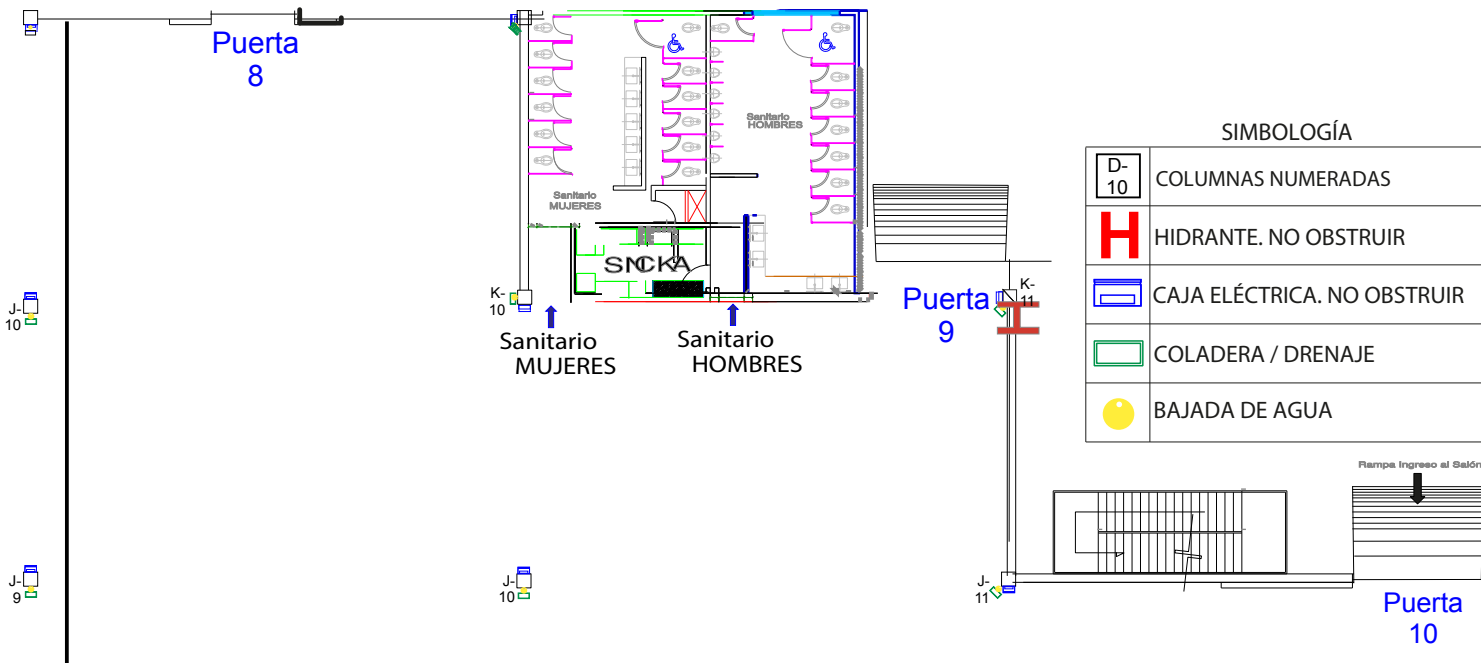 Puerta
8
Sanitario
HOMBRES
Sanitario
MUJERES
SNCKA
K-
10
Sanitario
MUJERES
Sanitario
HOMBRES
Puerta
9
K-
11
H
J-
10
J-
9
J-
10
J-
11
SIMBOLOGÍA
D-
10
COLUMNAS NUMERADAS
H
HIDRANTE. NO OBSTRUIR
CAJA ELÉCTRICA. NO OBSTRUIR
COLADERA / DRENAJE
BAJADA DE AGUA
Rampa Ingreso al Salón
Puerta
10